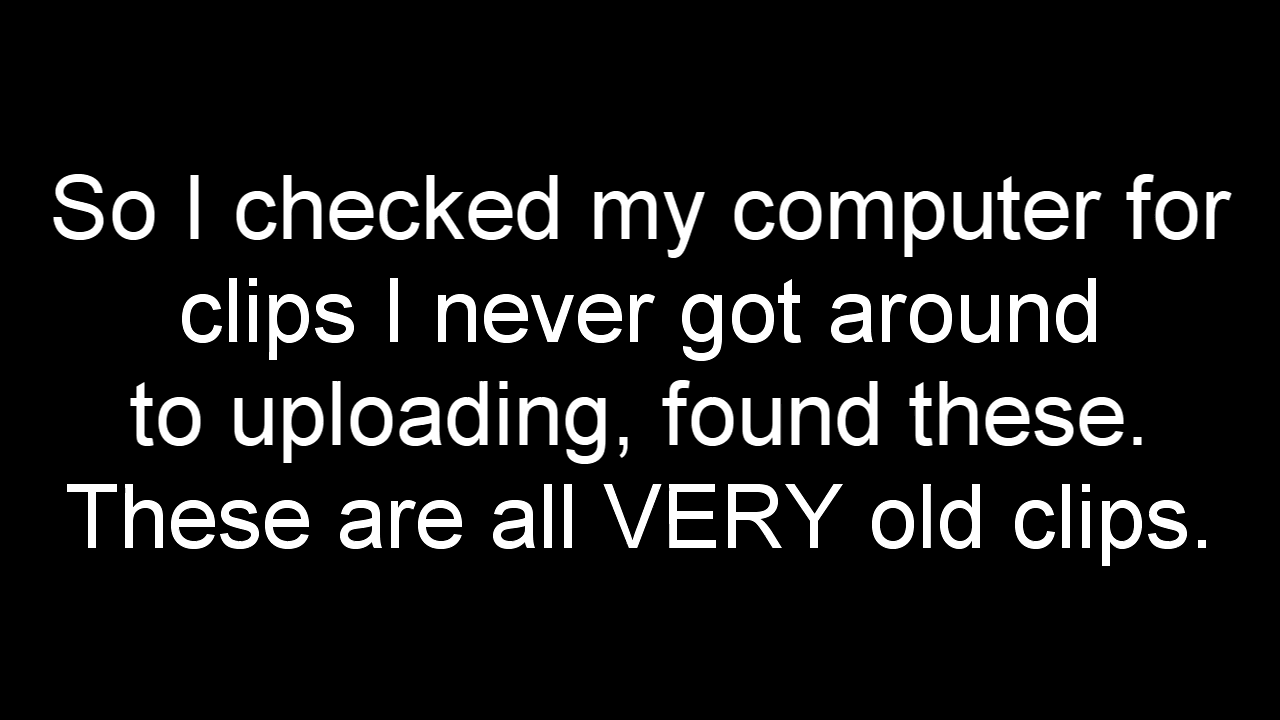 So I checked my computer for
clips I never got around
to uploading, found these.
These are all VERY old clips.